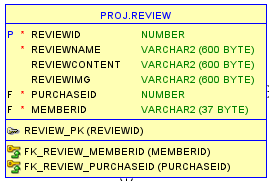 PROJ.REVIEW
P * REVIEWID NUMBER
* REVIEWNAME VARCHAR2 (600 BYTE)
REVIEWCONTENT VARCHAR2 (600 BYTE)
REVIEWIMG VARCHAR2 (600 BYTE)
F * PURCHASEID NUMBER
F * MEMBERID VARCHAR2 (37 BYTE)
REVIEW_PK (REVIEWID)
FK_REVIEW_MEMBERID (MEMBERID)
FK_REVIEW_PURCHASEID (PURCHASEID)